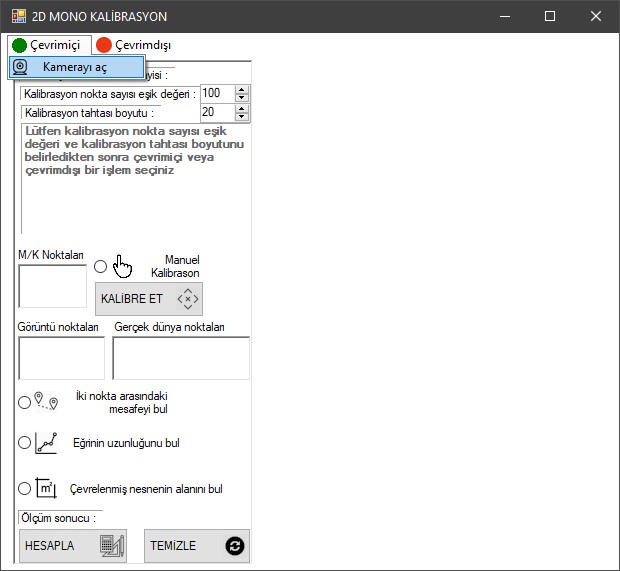 2D MONO KALİBRASYON
Çevrimiçi Çevrimdışı
Kamerayı aç
yisi :
Kalibrasyon nokta sayısı eşik değeri : 100
Kalibrasyon tahtası boyutu : 20
Lütfen kalibrasyon nokta sayısı eşik
değeri ve kalibrasyon tahtası boyutunu
belirledikten sonra çevrimiçi veya
çevrimdışı bir işlem seçiniz
M/K Noktaları
Manuel
Kalibrason
KALİBRE ET
Görüntü noktaları Gerçek dünya noktaları
İki nokta arasındaki
mesafeyi bul
Eğrinin uzunluğunu bul
m²
Çevrelenmiş nesnenin alanını bul
Ölçüm sonucu :
HESAPLA TEMİZLE